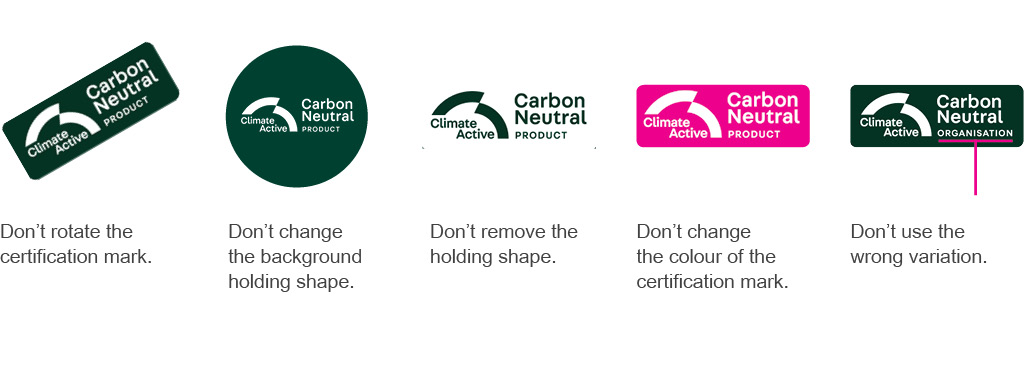 Climate
Active
Carbon
Neutral
PRODUCT
Don’t rotate the
certification mark.
Climate
Active
Carbon
Neutral
PRODUCT
Don’t change
the background
holding shape.
Climate
Active
Carbon
Neutral
PRODUCT
Don’t remove the
holding shape.
Climate
Active
Carbon
Neutral
PRODUCT
Don’t change
the colour of the
certification mark.
Climate
Active
Carbon
Neutral
ORGANISATION
Don’t use the
wrong variation.